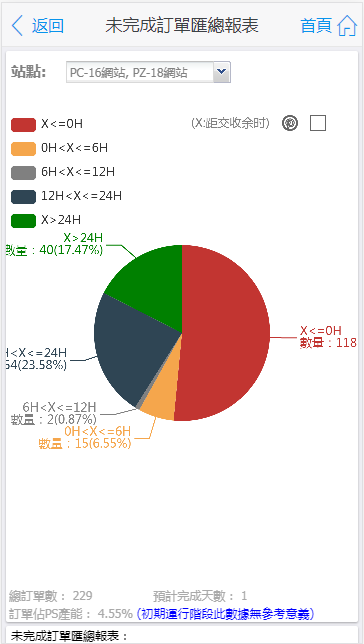 返回
未完成訂單匯總報表
首頁
站點:
PC-16網站, PZ-18網站
X<=0H
(X:距交收余时)
0H<X<=6H
6H<X<=12H
12H<X<=24H
X>24H
X>24H
數量：40(17.47%)
X<=0H
數量：118
H<X<=24H
54(23.58%)
6H<X<=12H
數量：2(0.87%)
0H<X<=6H
數量：15(6.55%)
總訂單數： 229
預計完成天數： 1
訂單佔PS產能： 4.55% (初期運行階段此數據無參考意義)
未完成訂單匯總報表：